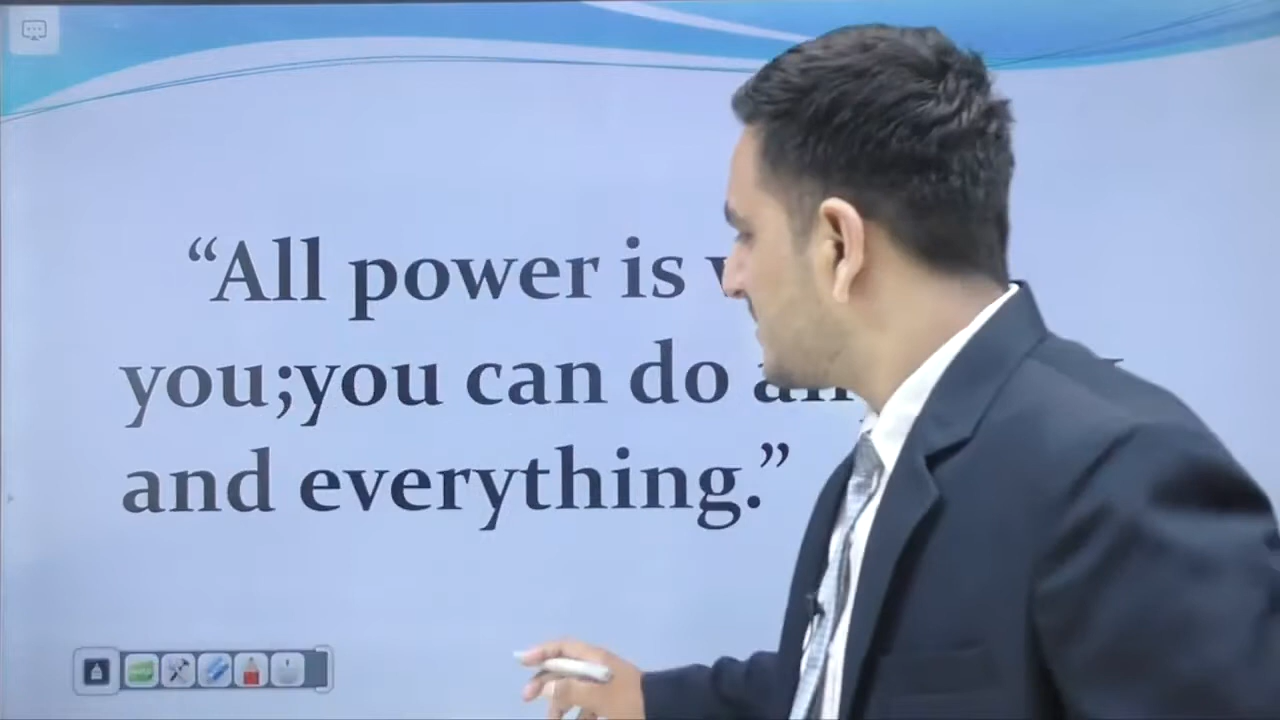 “All power is
you;you can do
and everything.”